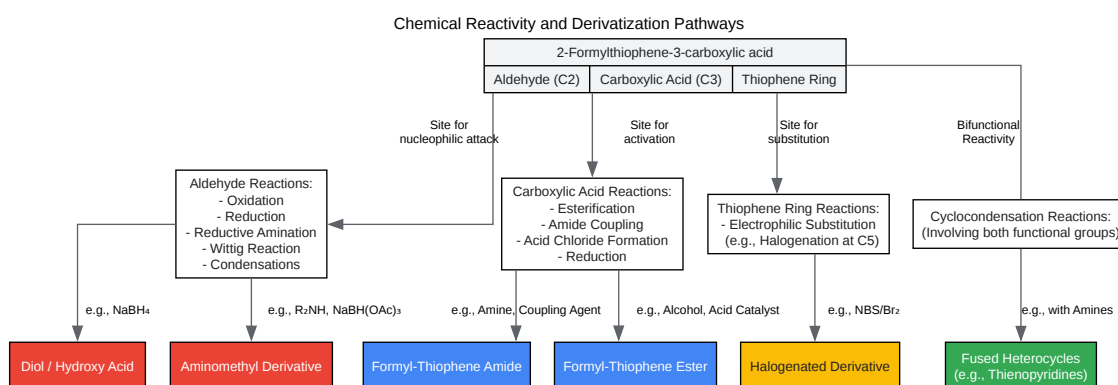 Chemical Reactivity and Derivatization Pathways
2-Formylthiophene-3-carboxylic acid
Aldehyde (C2)
Carboxylic Acid (C3)
Thiophene Ring
Site for
nucleophilic attack
Site for
activation
Site for
substitution
Bifunctional
Reactivity
Aldehyde Reactions:
- Oxidation
- Reduction
- Reductive Amination
- Wittig Reaction
- Condensations
Carboxylic Acid Reactions:
- Esterification
- Amide Coupling
- Acid Chloride Formation
- Reduction
Thiophene Ring Reactions:
- Electrophilic Substitution
(e.g., Halogenation at C5)
Cyclocondensation Reactions:
(Involving both functional groups)
e.g., NaBH₄
e.g., R₂NH, NaBH(OAc)₃
e.g., Amine, Coupling Agent
e.g., Alcohol, Acid Catalyst
e.g., NBS/Br₂
e.g., with Amines
Diol / Hydroxy Acid
Aminomethyl Derivative
Formyl-Thiophene Amide
Formyl-Thiophene Ester
Halogenated Derivative
Fused Heterocycles
(e.g., Thienopyridines)